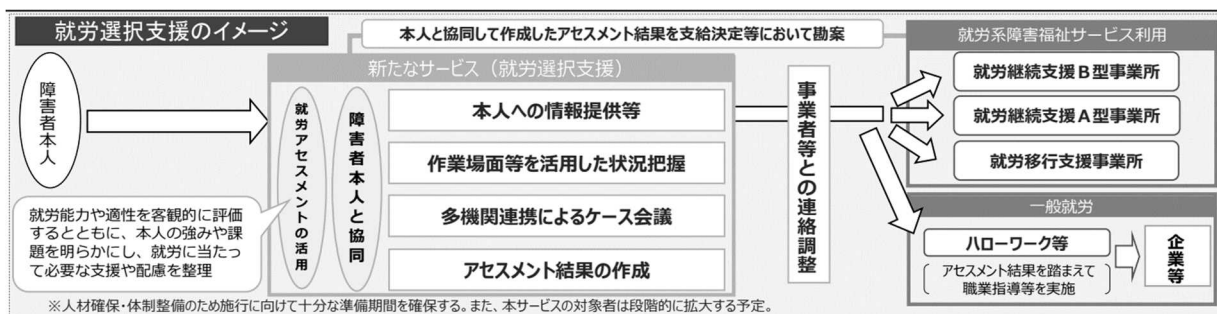 就労選択支援のイメージ
本人と協同して作成したアセスメント結果を支給決定等において勘案
障害者本人
新たなサービス(就労選択支援)
就労アセスメントの活用
障害者本人と協同
本人への情報提供等
作業場面等を活用した状況把握
多機関連携によるケース会議
アセスメント結果の作成
就労能力や適性を客観的に評価
するとともに、本人の強みや課
題を明らかにし、就労に当たっ
て必要な支援や配慮を整理
事業者等との連絡調整
就労系障害福祉サービス利用
就労継続支援B型事業所
就労継続支援A型事業所
就労移行支援事業所
一般就労
ハローワーク等
アセスメント結果を踏まえて
職業指導等を実施
企業等
※人材確保・体制整備のため施行に向けて十分な準備期間を確保する。また、本サービスの対象者は段階的に拡大する予定。